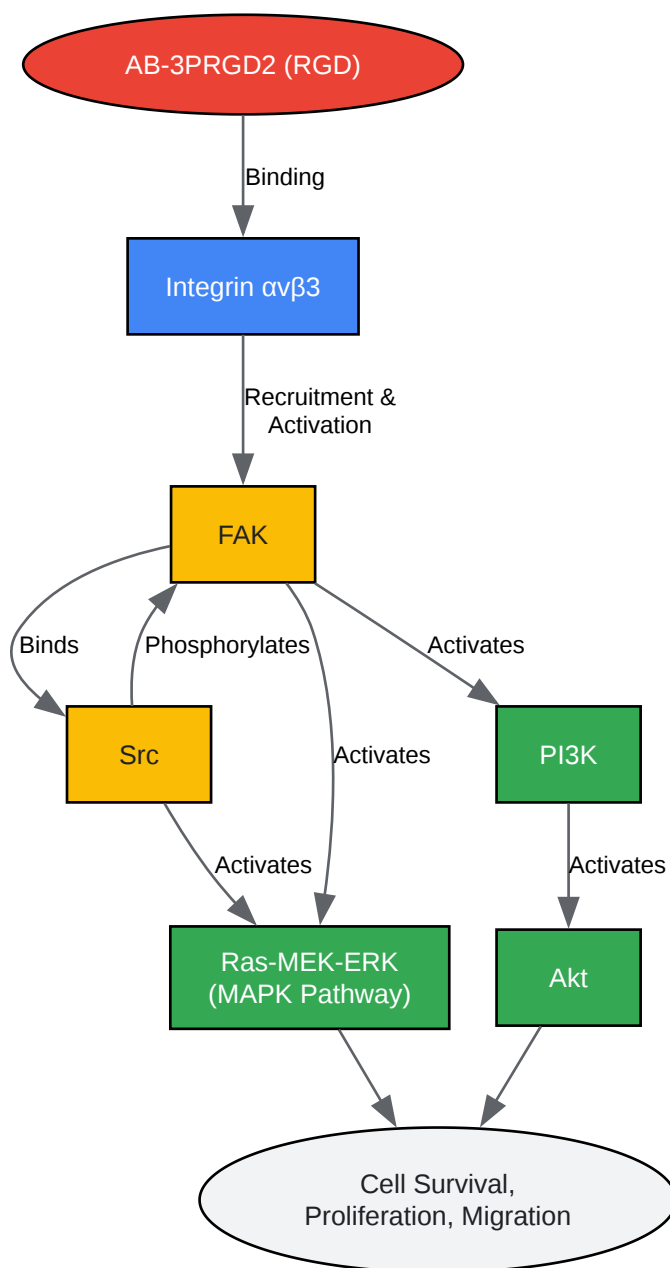 AB-3PRGD2 (RGD)
Binding
Integrin αvβ3
Recruitment &
Activation
FAK
Binds
Phosphorylates
Activates
Src
Activates
PI3K
Activates
Activates
Ras-MEK-ERK
(MAPK Pathway)
Akt
Cell Survival,
Proliferation, Migration